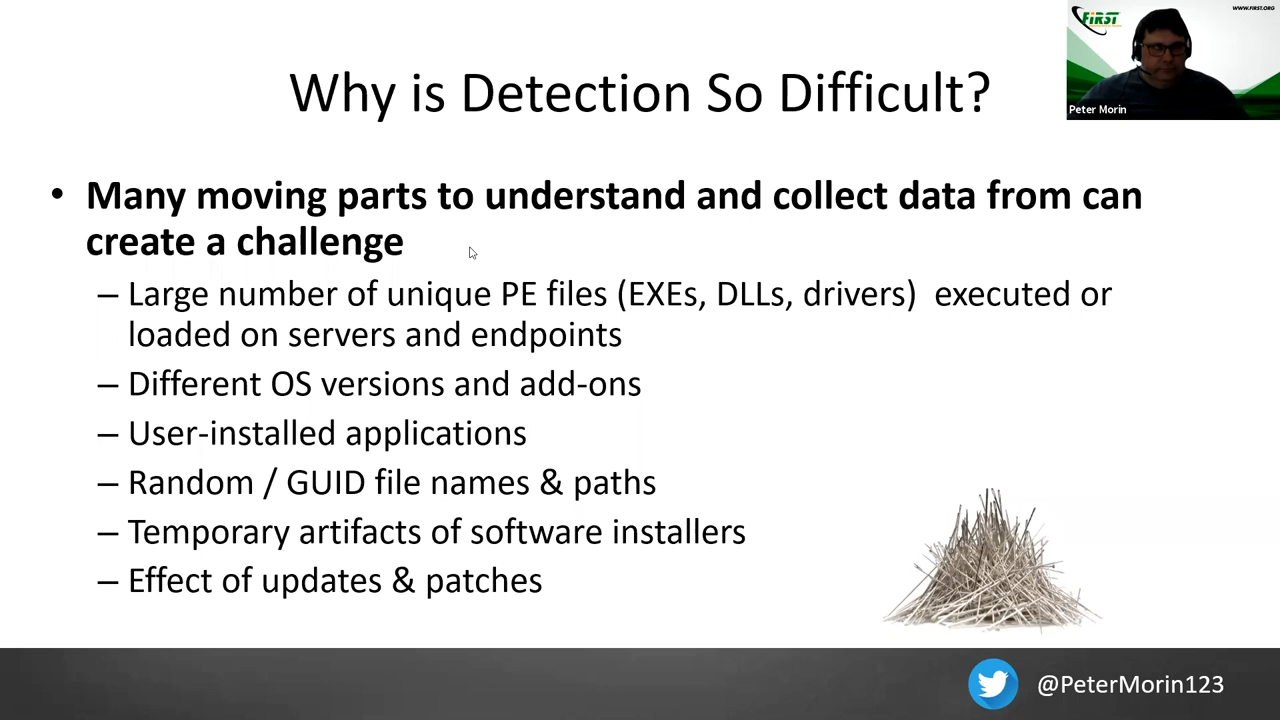 FIRST
WWW.FIRST.ORG
Peter Morin
Why is Detection So Difficult?
• Many moving parts to understand and collect data from can
create a challenge
– Large number of unique PE files (EXEs, DLLs, drivers)  executed or
loaded on servers and endpoints
– Different OS versions and add-ons
– User-installed applications
– Random / GUID file names & paths
– Temporary artifacts of software installers
– Effect of updates & patches
@PeterMorin123